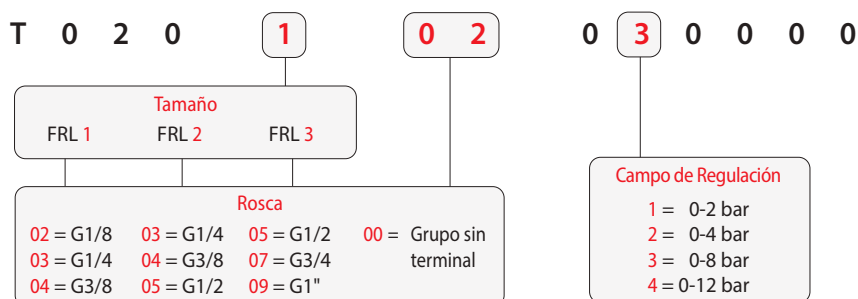 T 0 2 0 1 0 2 0 3 0 0 0 0
Tamaño
FRL 1 FRL 2 FRL 3
Rosca
02 = G1/8 03 = G1/4 05 = G1/2 00 = Grupo sin
03 = G1/4 04 = G3/8 07 = G3/4 terminal
04 = G3/8 05 = G1/2 09 = G1"
Campo de Regulación
1 = 0-2 bar
2 = 0-4 bar
3 = 0-8 bar
4 = 0-12 bar